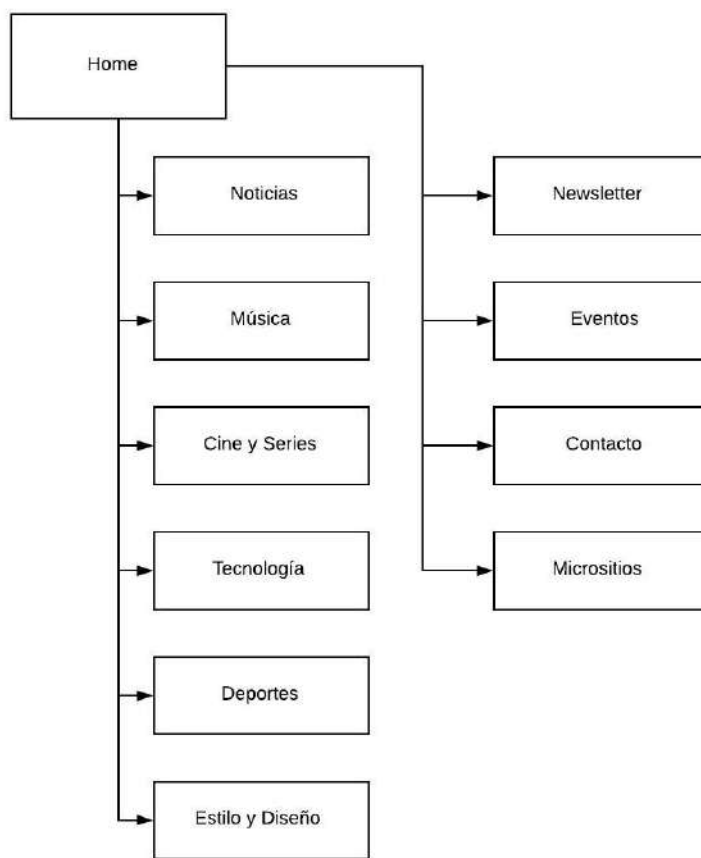 Home
Noticias
Música
Cine y Series
Tecnología
Deportes
Estilo y Diseño
Newsletter
Eventos
Contacto
Micrositios